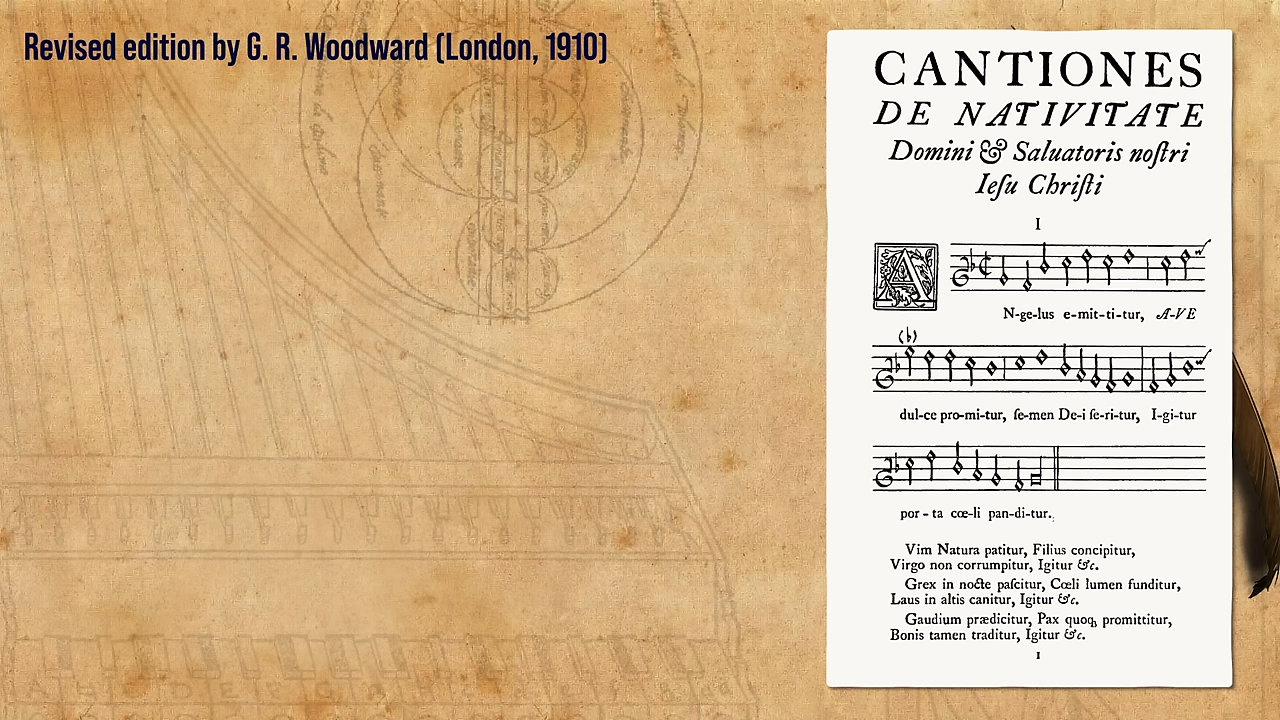 Revised edition by G. R. Woodward (London, 1910)
CANTIONES
DE NATIVITATE
Domini & Saluatoris noſtri
Ieſu Chriſti
I
A
N-ge-lus e-mit-ti-tur, A-VE
(b)
dul-ce pro-mi-tur, ſe-men De-i ſe-ri-tur, I-gi-tur
por-ta cœ-li pan-di-tur.
Vim Natura patitur, Filius concipitur,
Virgo non corrumpitur, Igitur &c.
Grex in nocte paſcitur, Cœli lumen funditur,
Laus in altis canitur, Igitur &c.
Gaudium prædicitur, Pax quoq promittitur,
Bonis tamen traditur, Igitur &c.
I